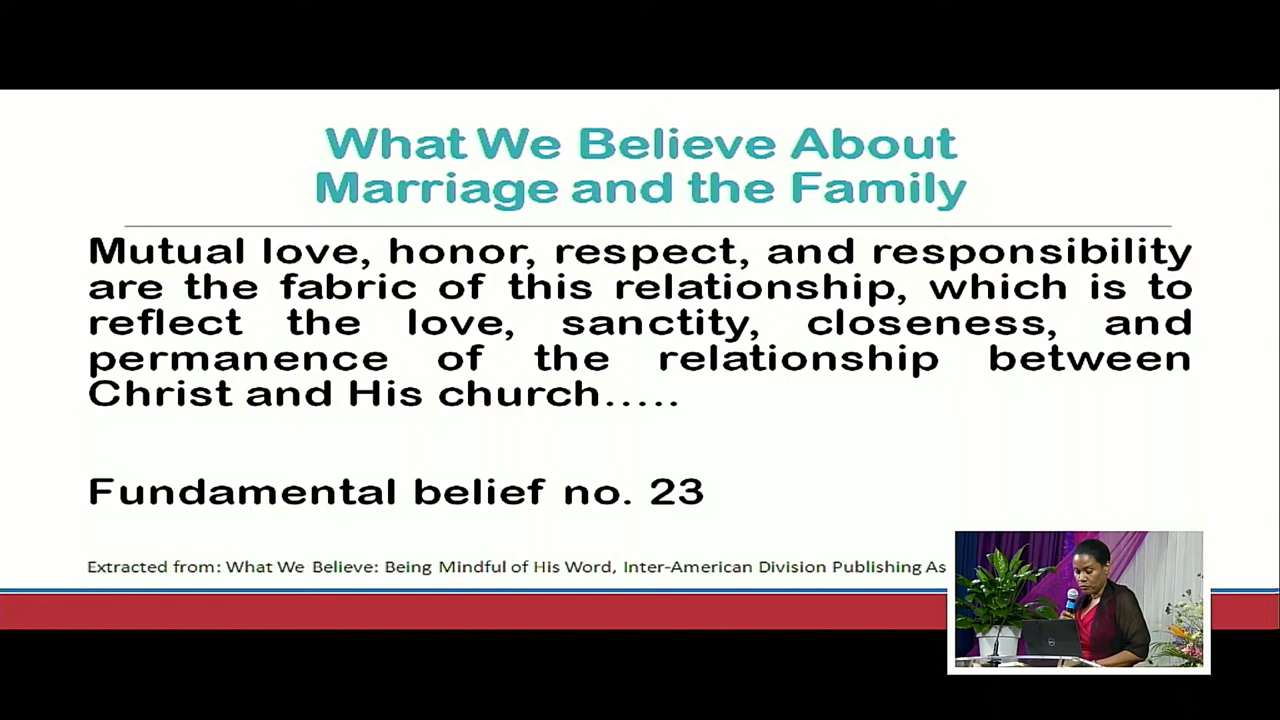 What We Believe About
Marriage and the Family
Mutual love, honor, respect, and responsibility
are the fabric of this relationship, which is to
reflect the love, sanctity, closeness, and
permanence of the relationship between
Christ and His church.....
Fundamental belief no. 23
Extracted from: What We Believe: Being Mindful of His Word, Inter-American Division Publishing As